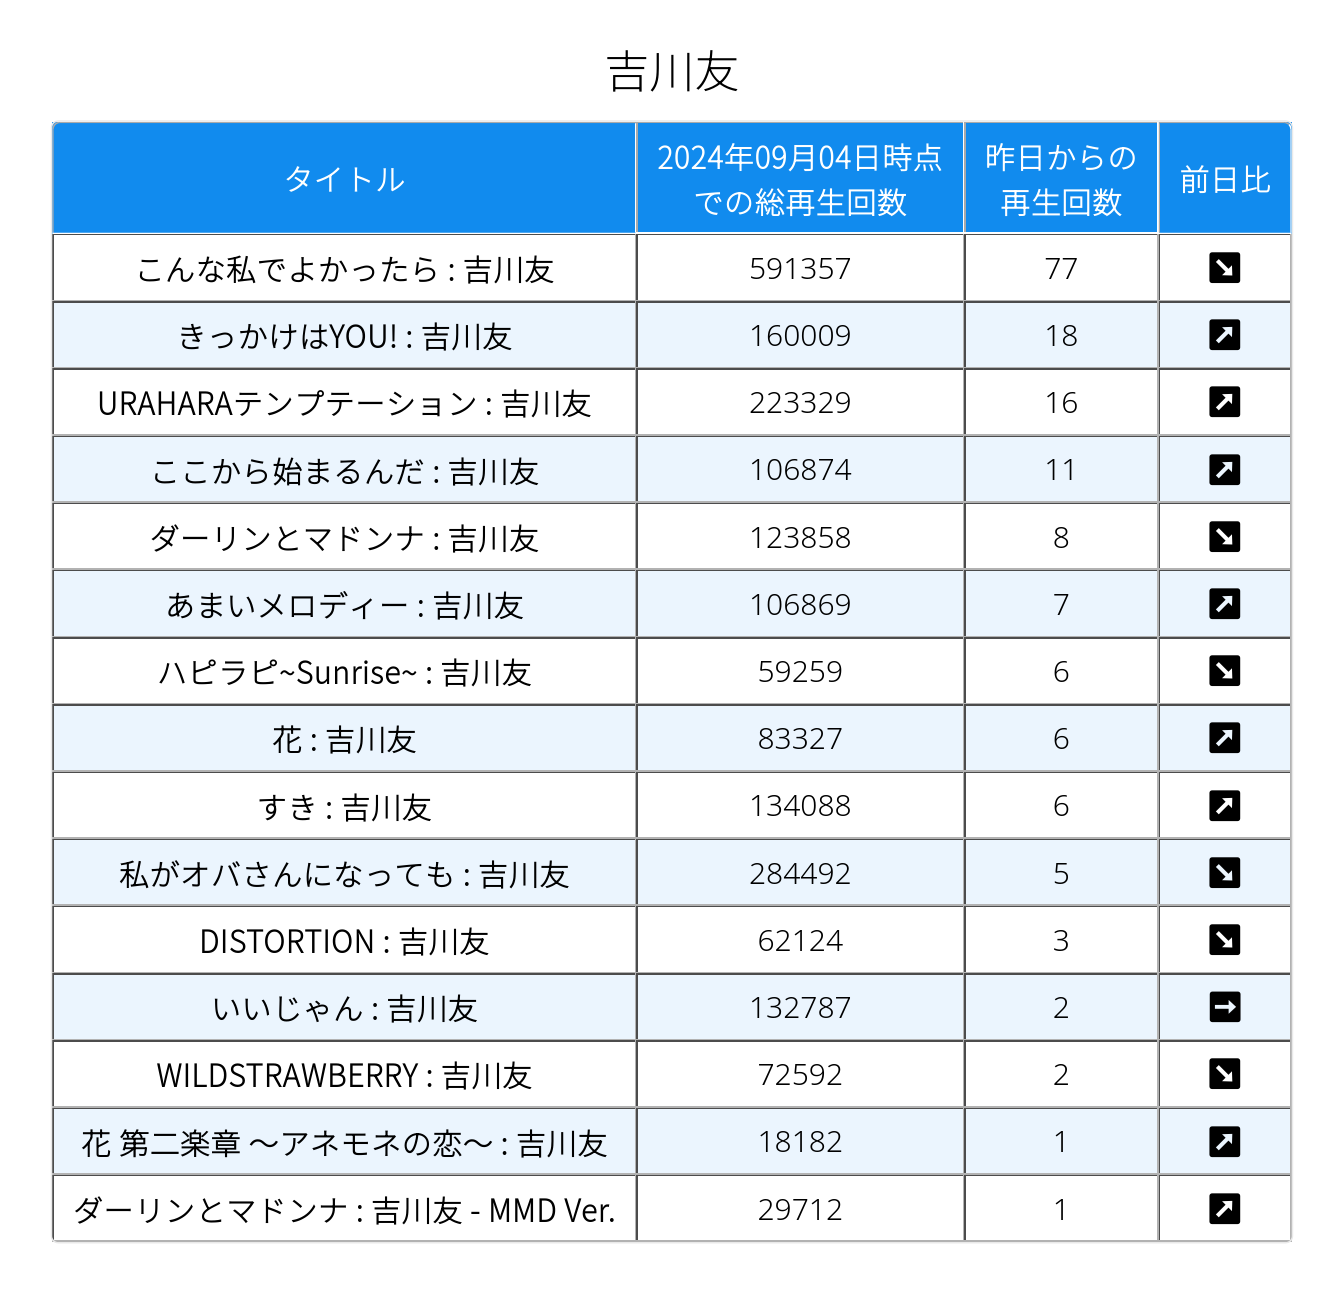 吉川友
タイトル 2024年09月04日時点での総再生回数 昨日からの再生回数 前日比
こんな私でよかったら : 吉川友 591357 77 ↘
きっかけはYOU! : 吉川友 160009 18 ↗
URAHARAテンプテーション : 吉川友 223329 16 ↗
ここから始まるんだ : 吉川友 106874 11 ↗
ダーリンとマドンナ : 吉川友 123858 8 ↘
あまいメロディー : 吉川友 106869 7 ↗
ハピラピ~Sunrise~ : 吉川友 59259 6 ↘
花 : 吉川友 83327 6 ↗
すき : 吉川友 134088 6 ↗
私がオバさんになっても : 吉川友 284492 5 ↘
DISTORTION : 吉川友 62124 3 ↘
いいじゃん : 吉川友 132787 2 →
WILDSTRAWBERRY : 吉川友 72592 2 ↘
花 第二楽章 ～アネモネの恋～ : 吉川友 18182 1 ↗
ダーリンとマドンナ : 吉川友 - MMD Ver. 29712 1 ↗